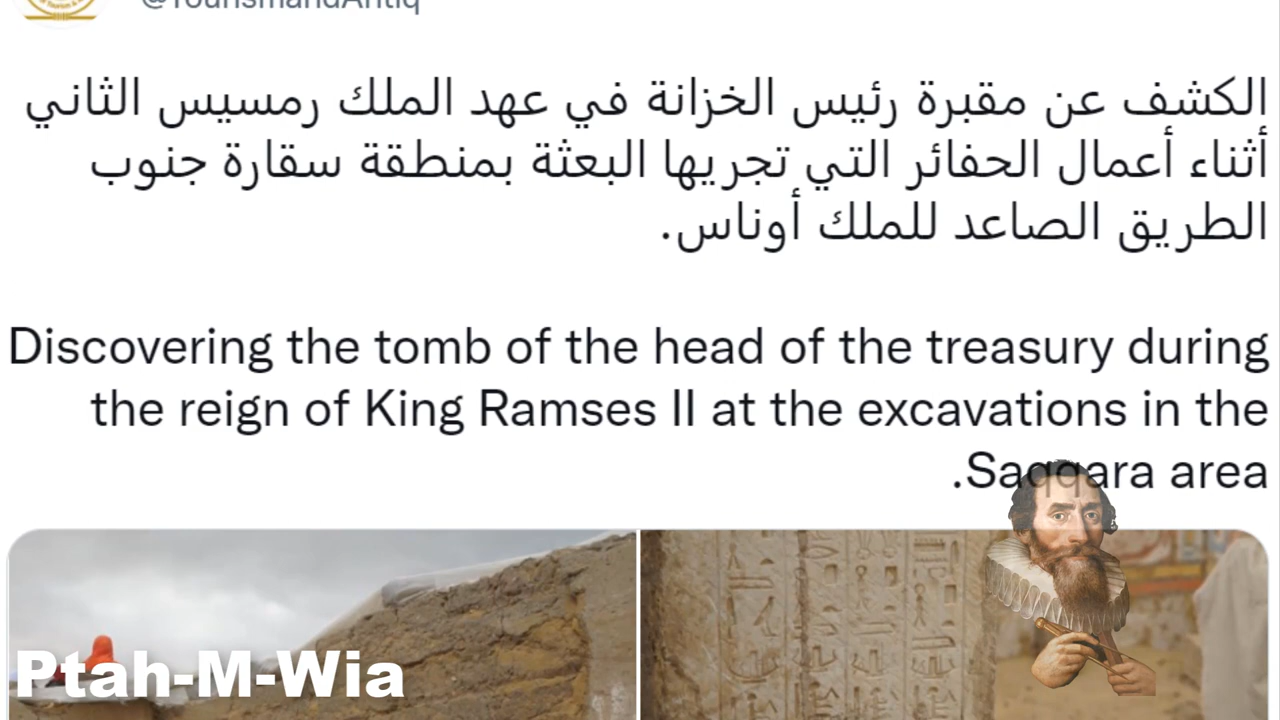 @TourismandAntiq
الكشف عن مقبرة رئيس الخزانة في عهد الملك رمسيس الثاني
أثناء أعمال الحفائر التي تجريها البعثة بمنطقة سقارة جنوب
الطريق الصاعد للملك أوناس.
Discovering the tomb of the head of the treasury during
the reign of King Ramses II at the excavations in the
.Saqqara area
Ptah-M-Wia